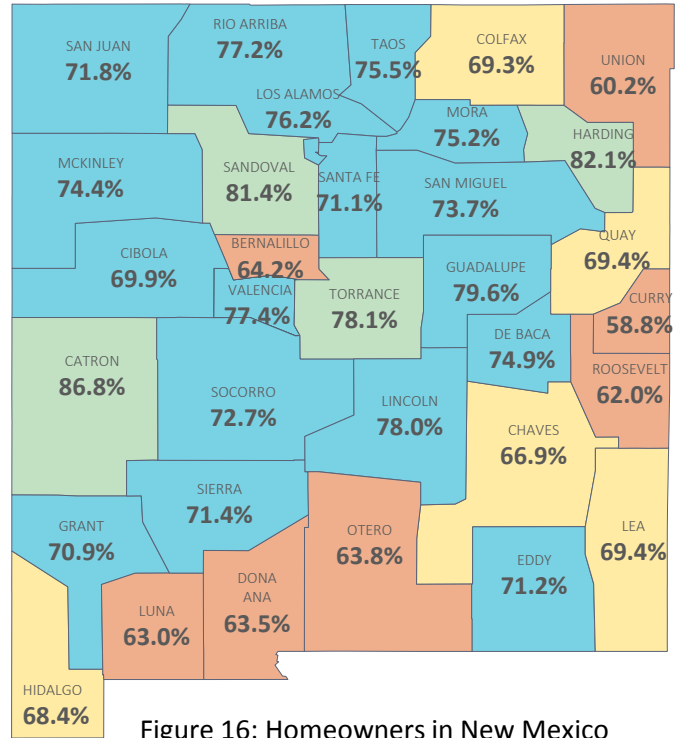 RIO ARRIBA
77.2%
SAN JUAN
71.8%
TAOS
75.5%
COLFAX
69.3%
UNION
60.2%
LOS ALAMOS
76.2%
MORA
75.2%
HARDING
82.1%
MCKINLEY
74.4%
SANDOVAL
81.4%
SANTA FE
71.1%
SAN MIGUEL
73.7%
QUAY
69.4%
CIBOLA
69.9%
BERNALILLO
64.2%
VALENCIA
77.4%
TORRANCE
78.1%
GUADALUPE
79.6%
CURRY
58.8%
CATRON
86.8%
SOCORRO
72.7%
LINCOLN
78.0%
DE BACA
74.9%
ROOSEVELT
62.0%
CHAVES
66.9%
SIERRA
71.4%
GRANT
70.9%
OTERO
63.8%
LEA
69.4%
EDDY
71.2%
LUNA
63.0%
DONA
ANA
63.5%
HIDALGO
68.4%
Figure 16: Homeowners in New Mexico